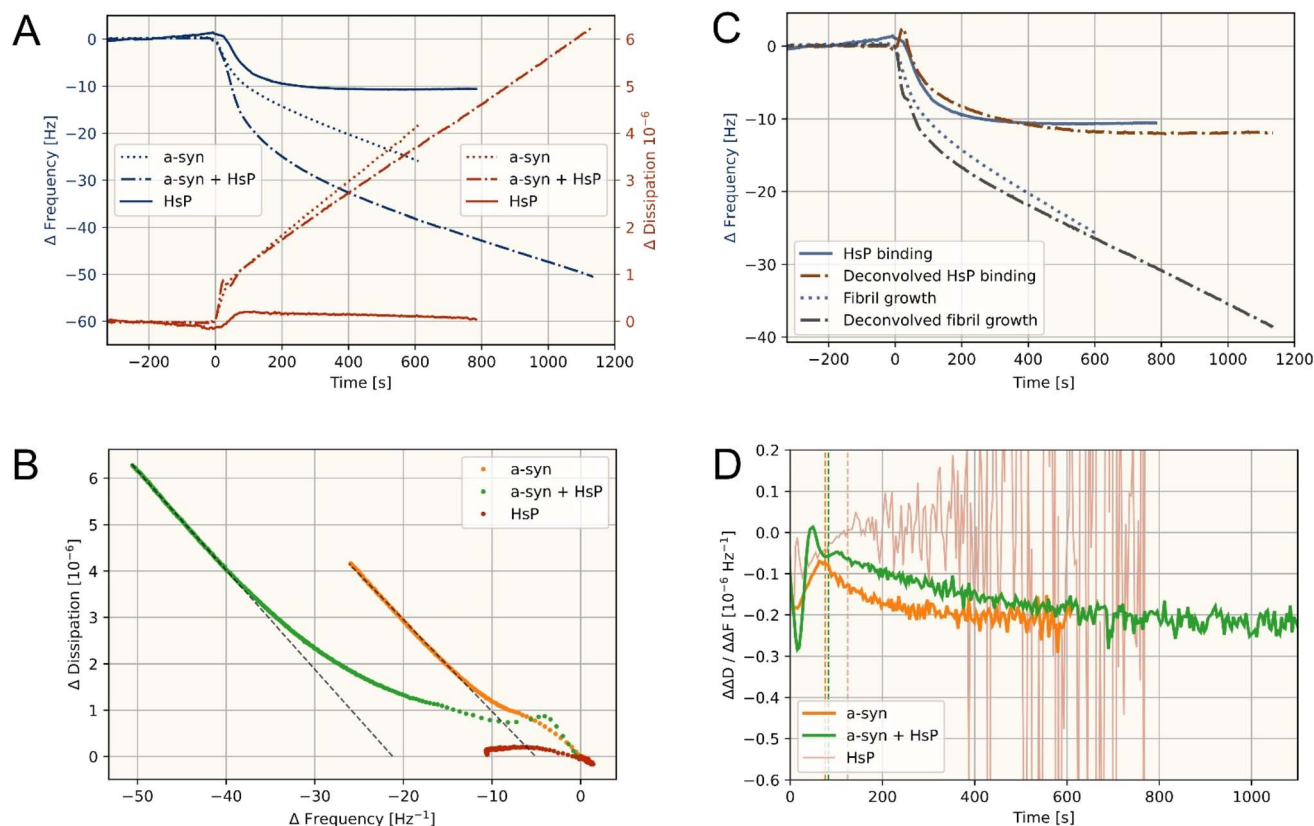 A
0
−10
−20
−30
−40
−50
−60
Δ Frequency [Hz]
a-syn
a-syn + HsP
HsP
a-syn
a-syn + HsP
HsP
6
5
4
3
2
1
0
Δ Dissipation 10⁻⁶
−200 0 200 400 600 800 1000 1200
Time [s]
C
0
−10
−20
−30
−40
Δ Frequency [Hz]
HsP binding
Deconvolved HsP binding
Fibril growth
Deconvolved fibril growth
−200 0 200 400 600 800 1000 1200
Time [s]
B
6
5
4
3
2
1
0
Δ Dissipation [10⁻⁶]
a-syn
a-syn + HsP
HsP
−50 −40 −30 −20 −10 0
Δ Frequency [Hz⁻¹]
D
0.2
0.1
0.0
−0.1
−0.2
−0.3
−0.4
−0.5
−0.6
ΔΔD / ΔΔF [10⁻⁶ Hz⁻¹]
a-syn
a-syn + HsP
HsP
0 200 400 600 800 1000
Time [s]